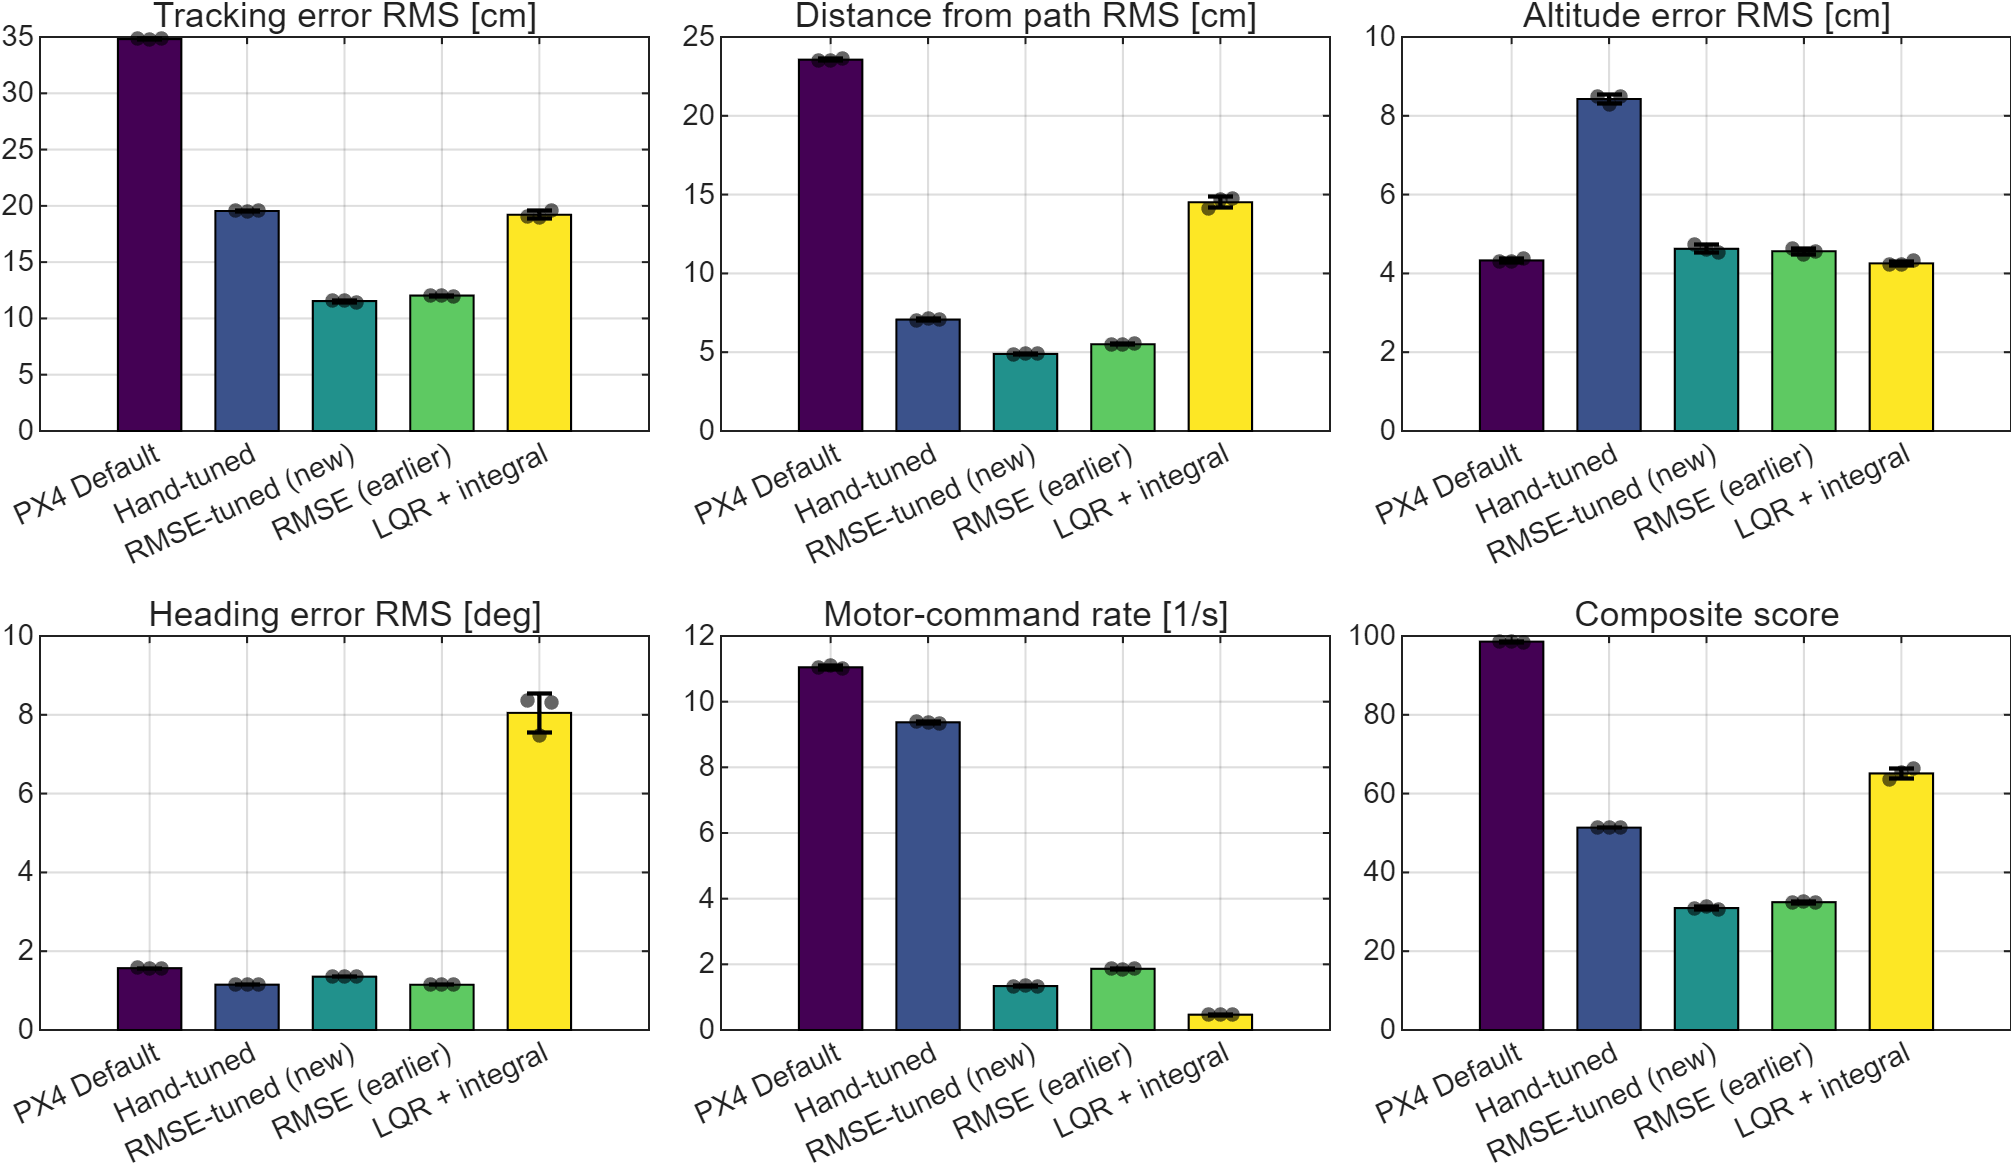 Tracking error RMS [cm]
35
30
25
20
15
10
5
0
PX4 Default
Hand-tuned
RMSE-tuned (new)
RMSE (earlier)
LQR + integral
Distance from path RMS [cm]
25
20
15
10
5
0
PX4 Default
Hand-tuned
RMSE-tuned (new)
RMSE (earlier)
LQR + integral
Altitude error RMS [cm]
10
8
6
4
2
0
PX4 Default
Hand-tuned
RMSE-tuned (new)
RMSE (earlier)
LQR + integral
Heading error RMS [deg]
10
8
6
4
2
0
PX4 Default
Hand-tuned
RMSE-tuned (new)
RMSE (earlier)
LQR + integral
Motor-command rate [1/s]
12
10
8
6
4
2
0
PX4 Default
Hand-tuned
RMSE-tuned (new)
RMSE (earlier)
LQR + integral
Composite score
100
80
60
40
20
0
PX4 Default
Hand-tuned
RMSE-tuned (new)
RMSE (earlier)
LQR + integral